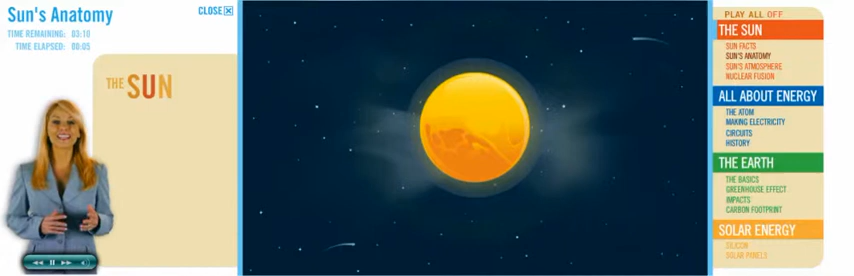 Sun's Anatomy
CLOSE
TIME REMAINING: 03:10
TIME ELAPSED: 00:05
THE SUN
PLAY ALL OFF
THE SUN
SUN FACTS
SUN'S ANATOMY
SUN'S ATMOSPHERE
NUCLEAR FUSION
ALL ABOUT ENERGY
THE ATOM
MAKING ELECTRICITY
CIRCUITS
HISTORY
THE EARTH
THE BASICS
GREENHOUSE EFFECT
IMPACTS
CARBON FOOTPRINT
SOLAR ENERGY
SILICON
SOLAR PANELS